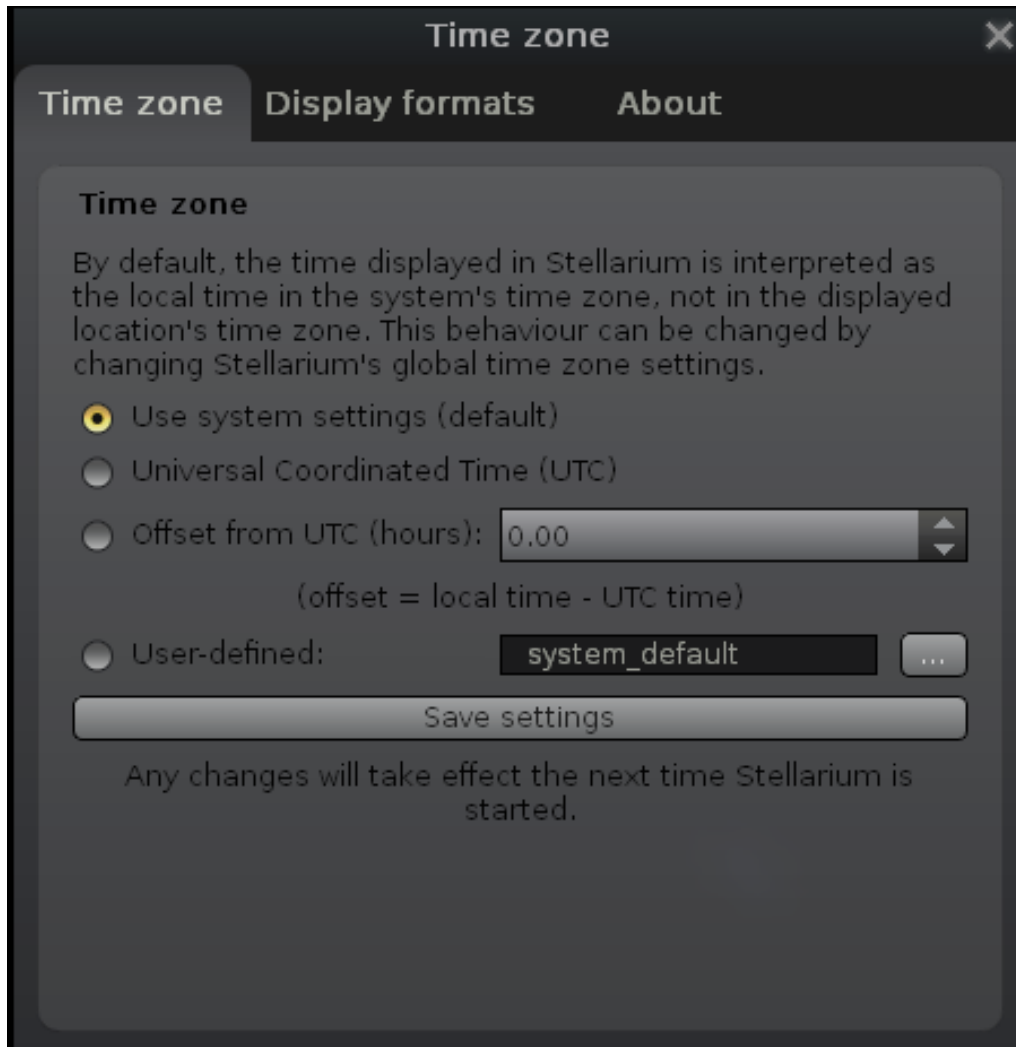 Time zone
Time zone Display formats About
Time zone
By default, the time displayed in Stellarium is interpreted as
the local time in the system's time zone, not in the displayed
location's time zone. This behaviour can be changed by
changing Stellarium's global time zone settings.
Use system settings (default)
Universal Coordinated Time (UTC)
Offset from UTC (hours): 0.00
(offset = local time - UTC time)
User-defined: system_default ...
Save settings
Any changes will take effect the next time Stellarium is
started.